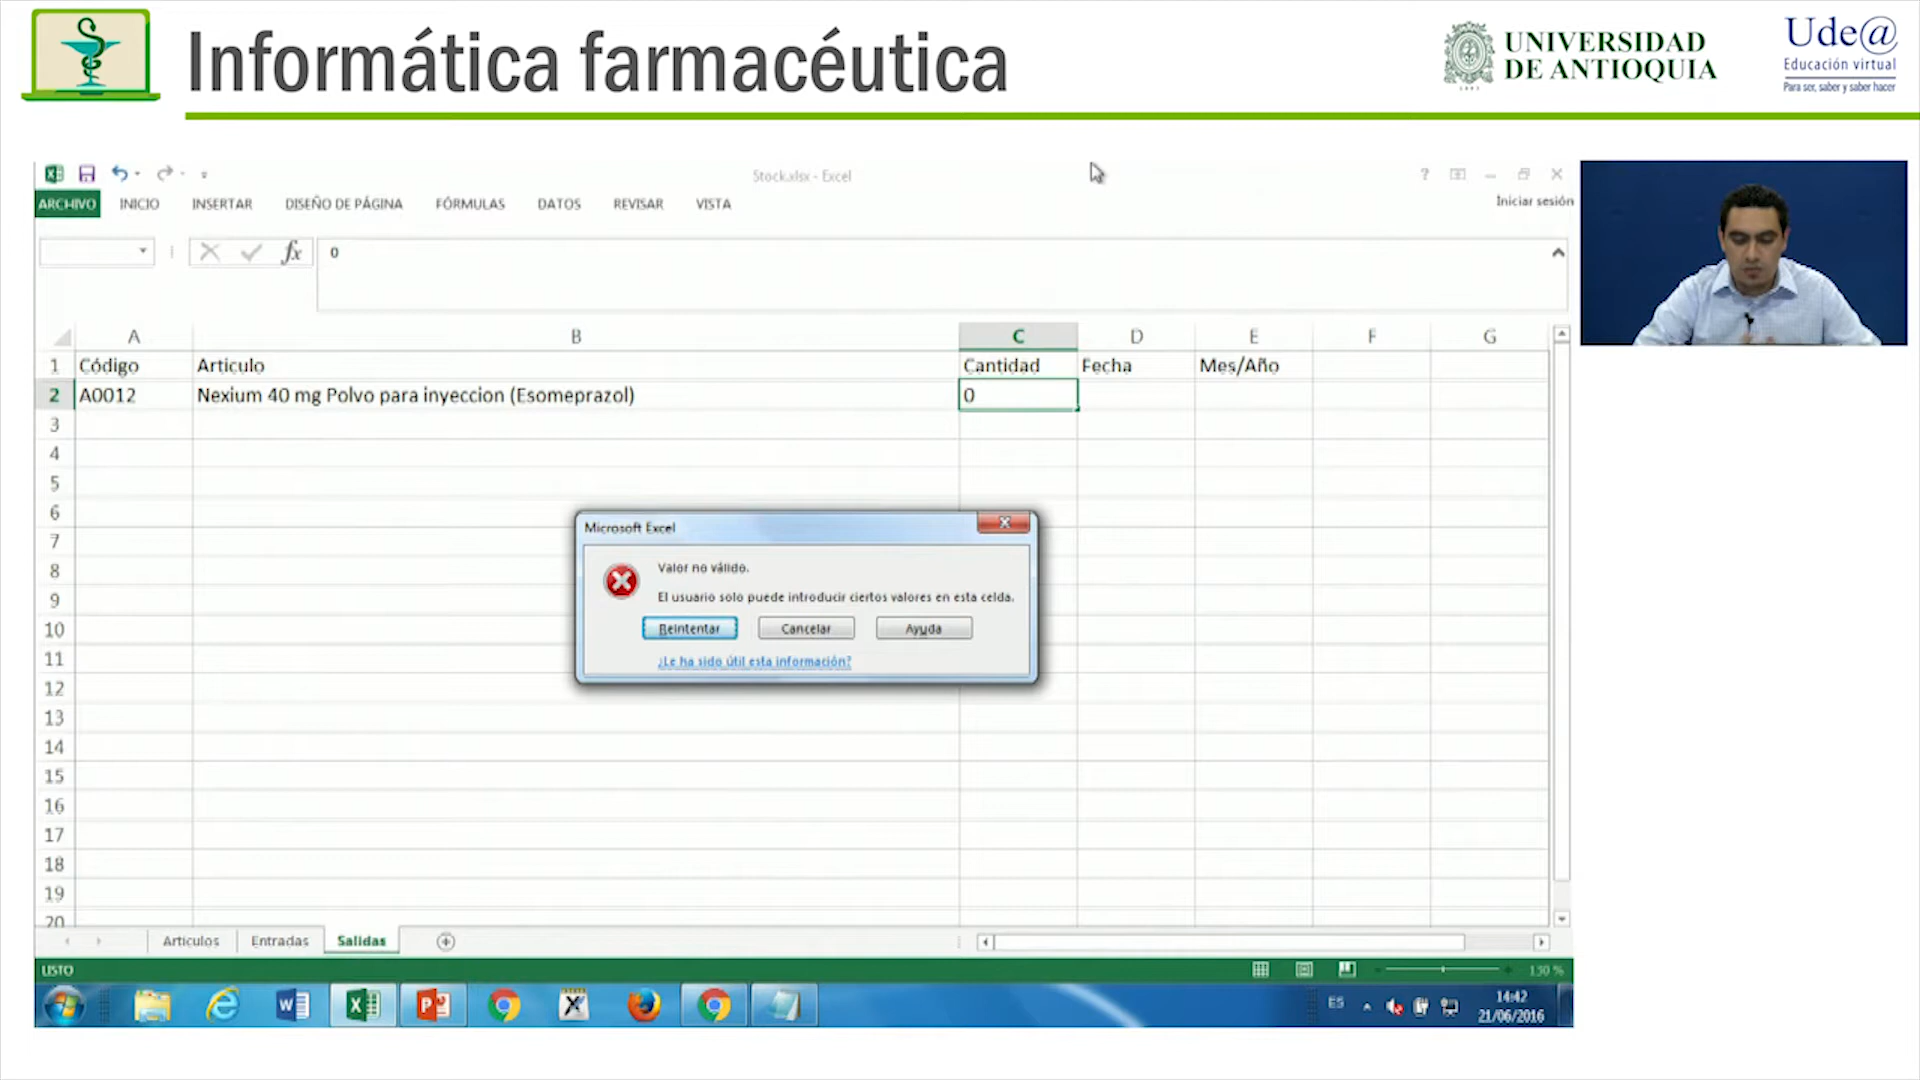 Informática farmacéutica
UNIVERSIDAD
DE ANTIOQUIA
Ude@
Educación virtual
Para ser, saber y saber hacer
Stock.xlsx - Excel
?
ARCHIVO INICIO INSERTAR DISEÑO DE PÁGINA FÓRMULAS DATOS REVISAR VISTA Iniciar sesión
fx 0
A B C D E F G
1 Código Articulo Cantidad Fecha Mes/Año
2 A0012 Nexium 40 mg Polvo para inyeccion (Esomeprazol) 0
3
4
5
6
7
8
9
10
11
12
13
14
15
16
17
18
19
20
Microsoft Excel
Valor no válido.
El usuario solo puede introducir ciertos valores en esta celda.
Reintentar Cancelar Ayuda
¿Le ha sido útil esta información?
Articulos Entradas Salidas
LISTO 130 %
ES 14:42
21/06/2016